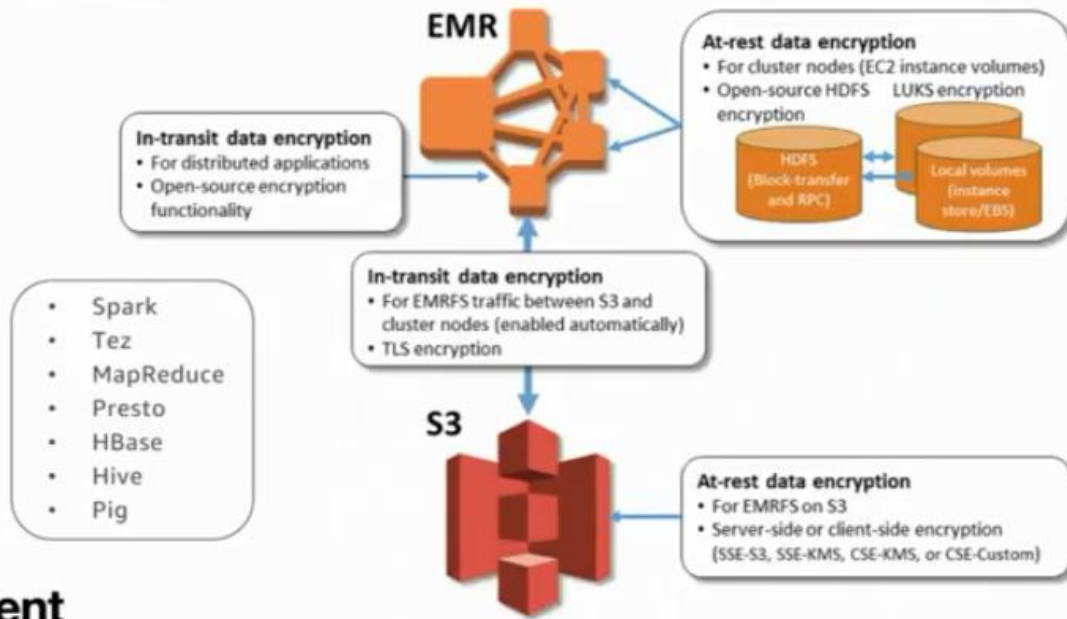 EMR
At-rest data encryption
• For cluster nodes (EC2 instance volumes)
• Open-source HDFS encryption
LUKS encryption
HDFS
(Block-transfer
and RPC)
Local volumes
(instance
store/EBS)
In-transit data encryption
• For distributed applications
• Open-source encryption
functionality
In-transit data encryption
• For EMRFS traffic between S3 and
cluster nodes (enabled automatically)
• TLS encryption
• Spark
• Tez
• MapReduce
• Presto
• HBase
• Hive
• Pig
S3
At-rest data encryption
• For EMRFS on S3
• Server-side or client-side encryption
(SSE-S3, SSE-KMS, CSE-KMS, or CSE-Custom)
ent